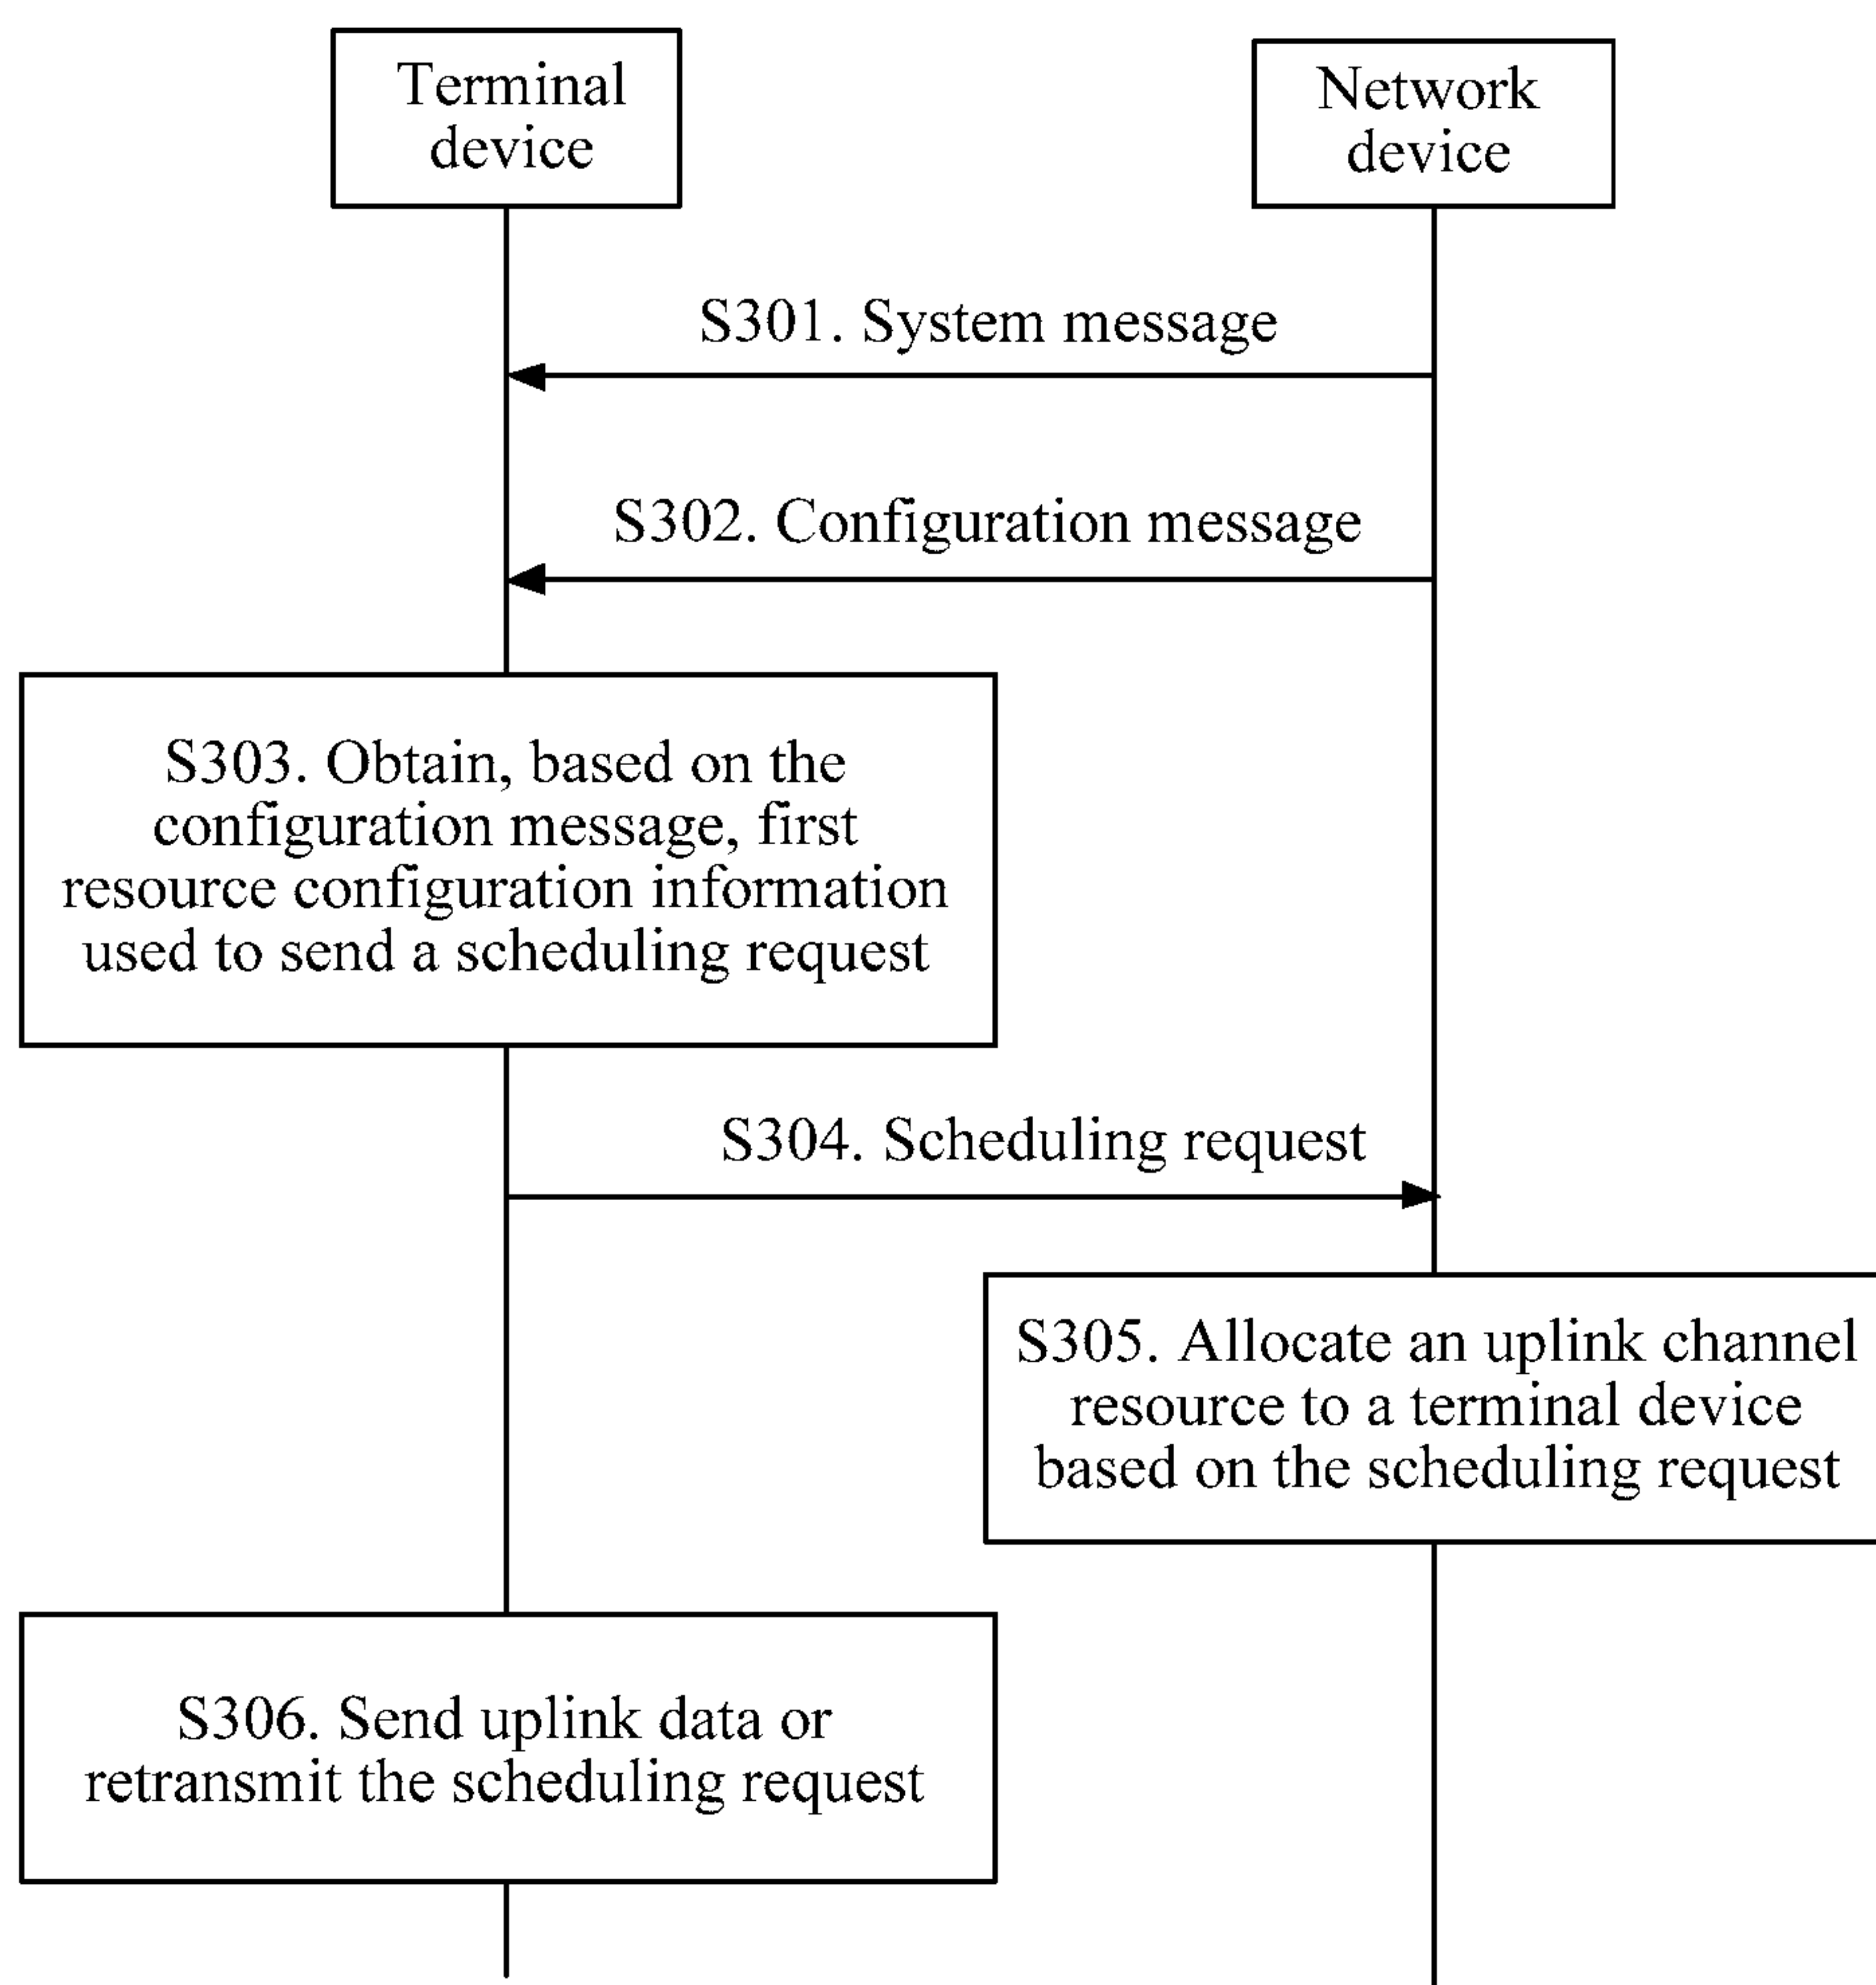 Terminal
device
Network
device
S301. System message
S302. Configuration message
S303. Obtain, based on the
configuration message, first
resource configuration information
used to send a scheduling request
S304. Scheduling request
S305. Allocate an uplink channel
resource to a terminal device
based on the scheduling request
S306. Send uplink data or
retransmit the scheduling request